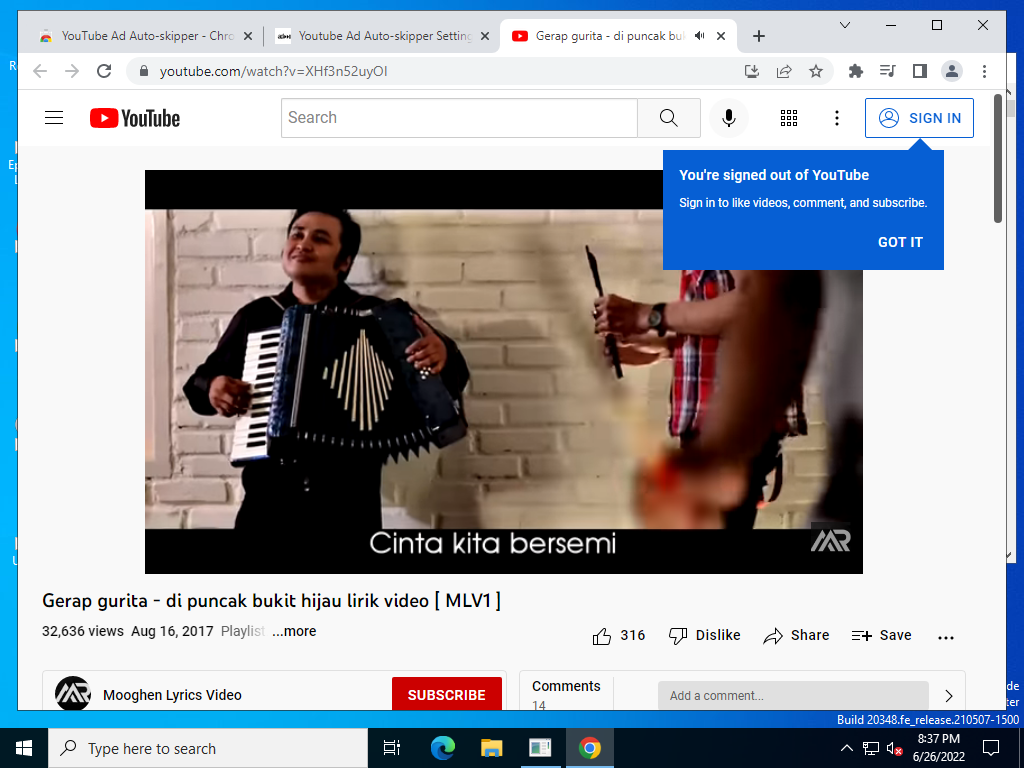 YouTube Ad Auto-skipper - Chro
Youtube Ad Auto-skipper Setting
Gerap gurita - di puncak buk
youtube.com/watch?v=XHf3n52uyOI
YouTube
Search
SIGN IN
You're signed out of YouTube
Sign in to like videos, comment, and subscribe.
GOT IT
Cinta kita bersemi
MR
Gerap gurita - di puncak bukit hijau lirik video [ MLV1 ]
32,636 views Aug 16, 2017 Playlist ...more
316 Dislike Share Save
Mooghen Lyrics Video
SUBSCRIBE
Comments
14
Add a comment...
Build 20348.fe_release.210507-1500
Type here to search
8:37 PM
6/26/2022